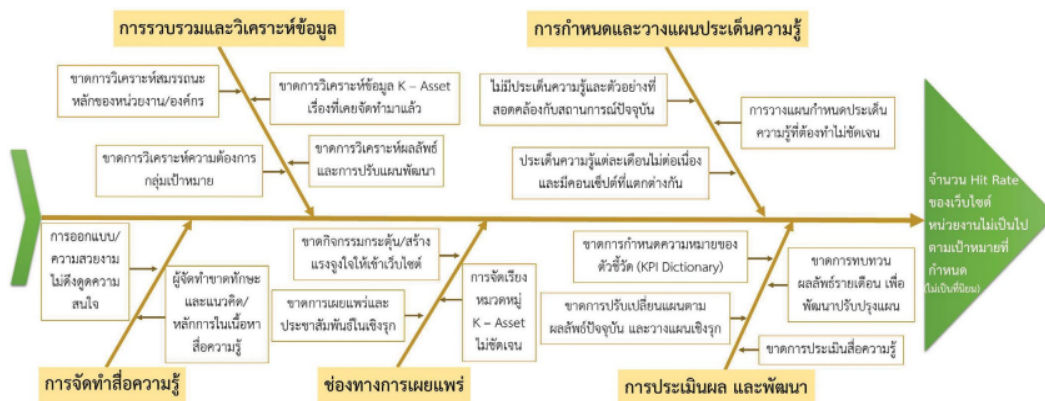 การรวบรวมและวิเคราะห์ข้อมูล
ขาดการวิเคราะห์สมรรถนะ
หลักของหน่วยงาน/องค์กร
ขาดการวิเคราะห์ข้อมูล K – Asset
เรื่องที่เคยจัดทำมาแล้ว
ขาดการวิเคราะห์ความต้องการ
กลุ่มเป้าหมาย
ขาดการวิเคราะห์ผลลัพธ์
และการปรับแผนพัฒนา
การกำหนดและวางแผนประเด็นความรู้
ไม่มีประเด็นความรู้และตัวอย่างที่
สอดคล้องกับสถานการณ์ปัจจุบัน
การวางแผนกำหนดประเด็น
ความรู้ที่ต้องทำไม่ชัดเจน
ประเด็นความรู้แต่ละเดือนไม่ต่อเนื่อง
และมีคอนเซ็ปต์ที่แตกต่างกัน
จำนวน Hit Rate
ของเว็บไซต์
หน่วยงานไม่เป็นไป
ตามเป้าหมายที่
กำหนด
(ไม่เป็นที่นิยม)
การออกแบบ/
ความสวยงาม
ไม่ดึงดูดความ
สนใจ
ผู้จัดทำขาดทักษะ
และแนวคิด/
หลักการในเนื้อหา
สื่อความรู้
การจัดทำสื่อความรู้
ขาดกิจกรรมกระตุ้น/สร้าง
แรงจูงใจให้เข้าเว็บไซต์
ขาดการเผยแพร่และ
ประชาสัมพันธ์ในเชิงรุก
การจัดเรียง
หมวดหมู่
K – Asset
ไม่ชัดเจน
ช่องทางการเผยแพร่
ขาดการกำหนดความหมายของ
ตัวชี้วัด (KPI Dictionary)
ขาดการทบทวน
ผลลัพธ์รายเดือน เพื่อ
พัฒนาปรับปรุงแผน
ขาดการปรับเปลี่ยนแผนตาม
ผลลัพธ์ปัจจุบัน และวางแผนเชิงรุก
ขาดการประเมินสื่อความรู้
การประเมินผล และพัฒนา